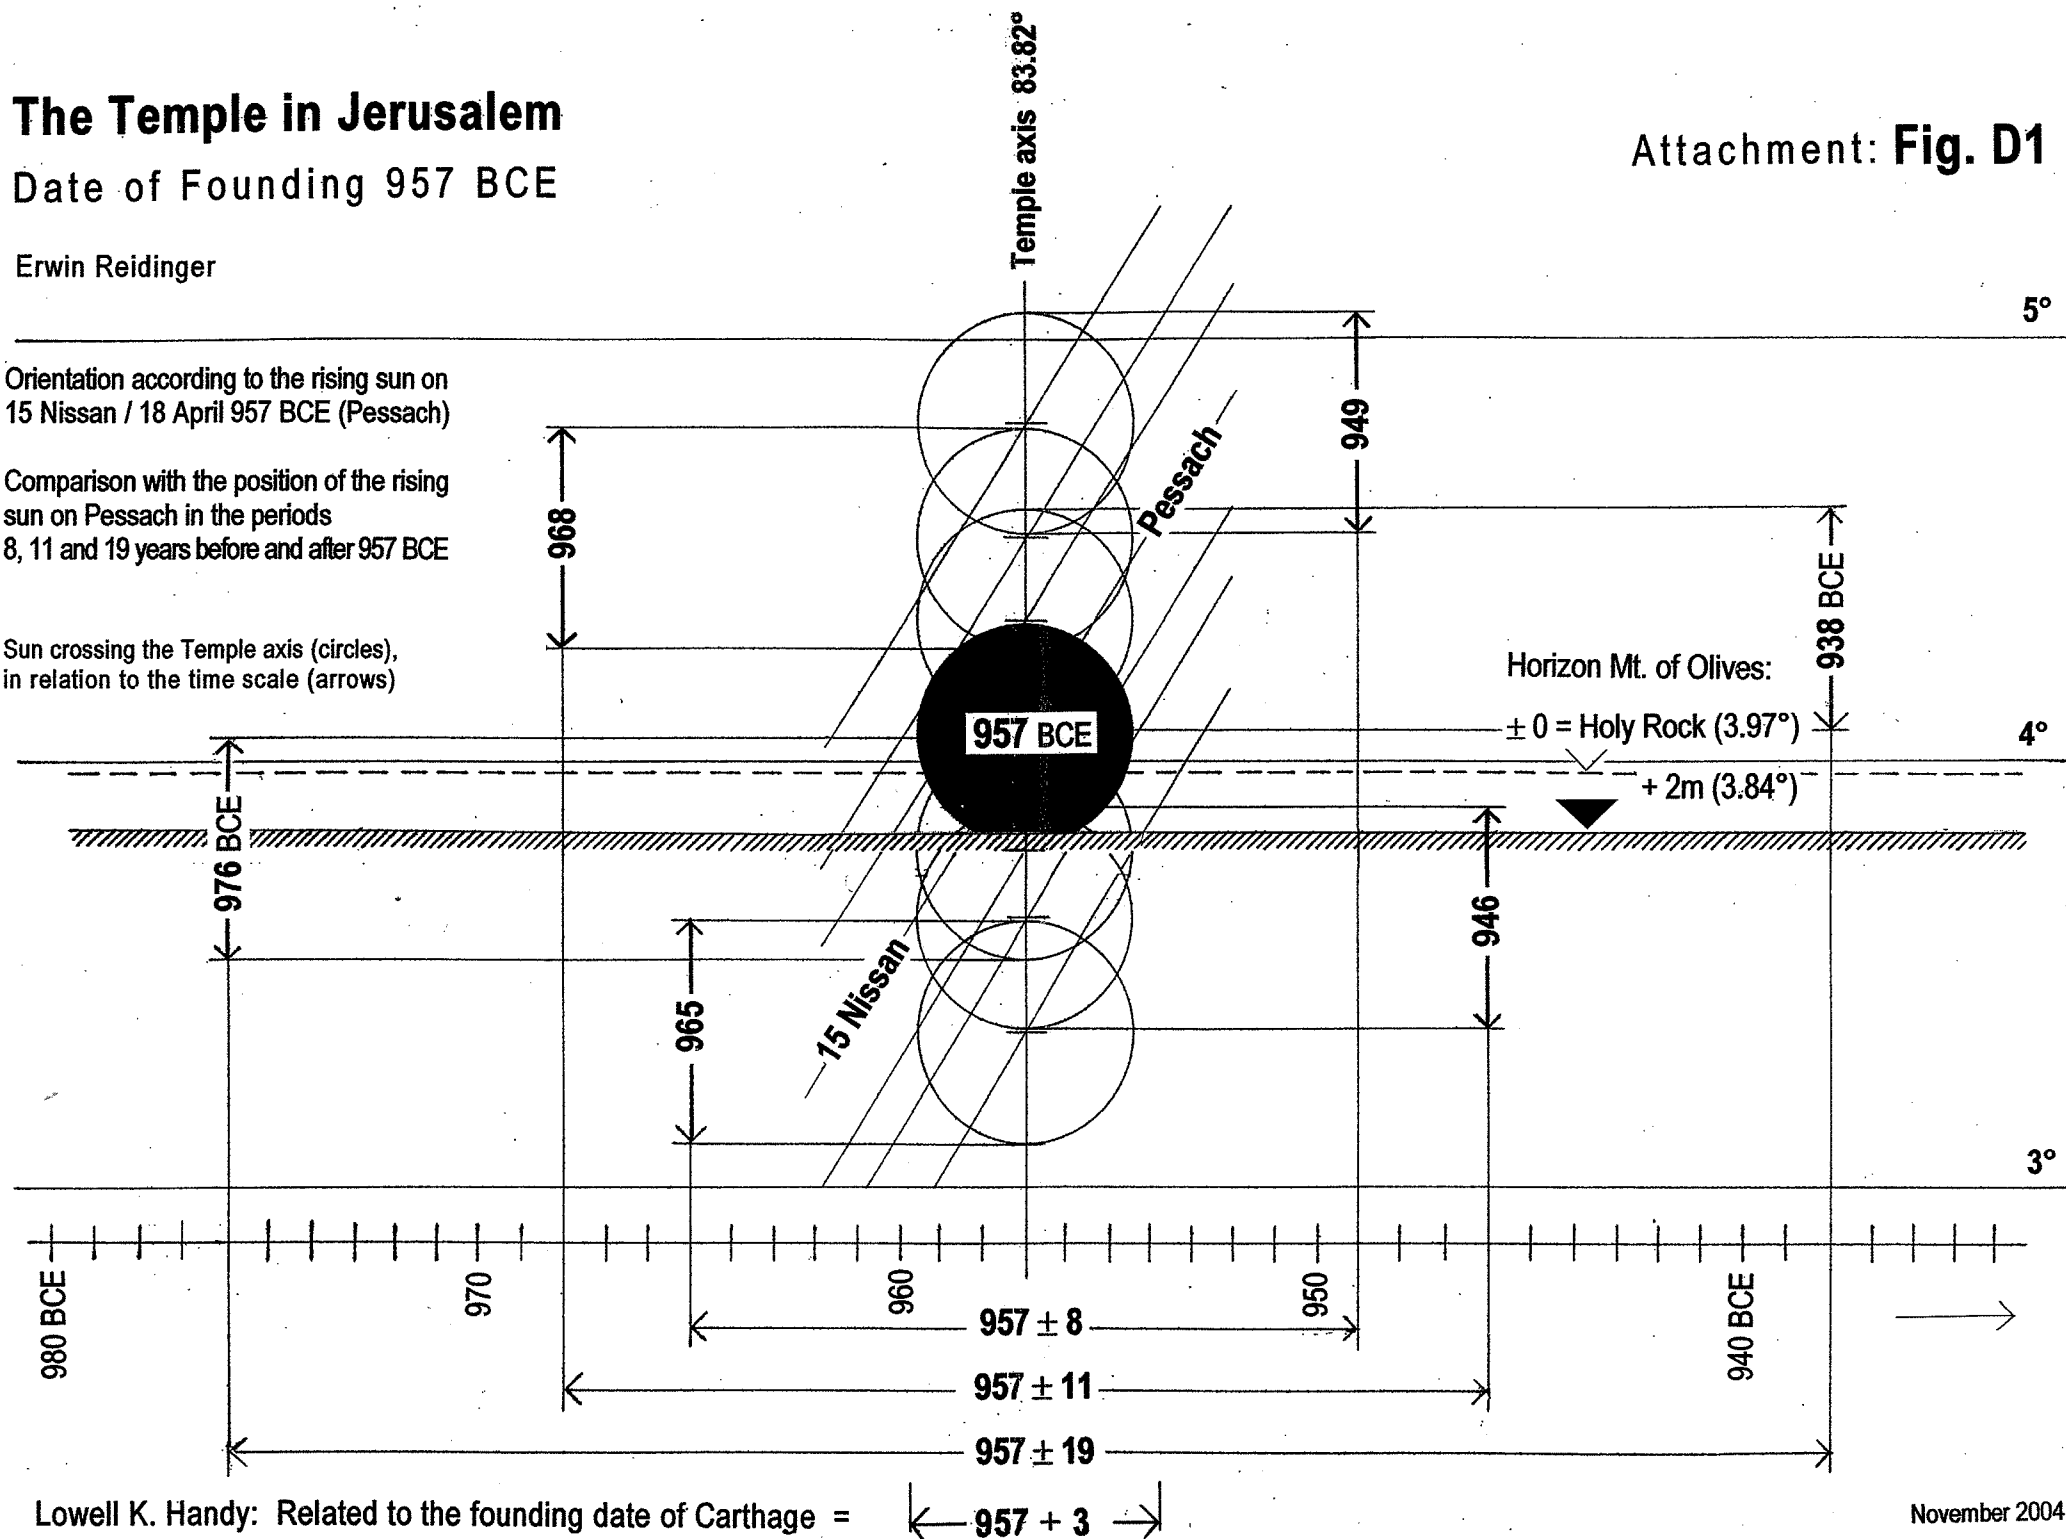 Temple axis 83.82°
The Temple in Jerusalem
Date of Founding 957 BCE
Attachment: Fig. D1
Erwin Reidinger
5°
Orientation according to the rising sun on
15 Nissan / 18 April 957 BCE (Pessach)
Comparison with the position of the rising
sun on Pessach in the periods
8, 11 and 19 years before and after 957 BCE
Sun crossing the Temple axis (circles),
in relation to the time scale (arrows)
968
949
Pessach
938 BCE
Horizon Mt. of Olives:
± 0 = Holy Rock (3.97°)
957 BCE
4°
+ 2m (3.84°)
976 BCE
946
15 Nissan
965
3°
980 BCE
970
960
950
940 BCE
957 ± 8
957 ± 11
957 ± 19
Lowell K. Handy: Related to the founding date of Carthage =
957 + 3
November 2004